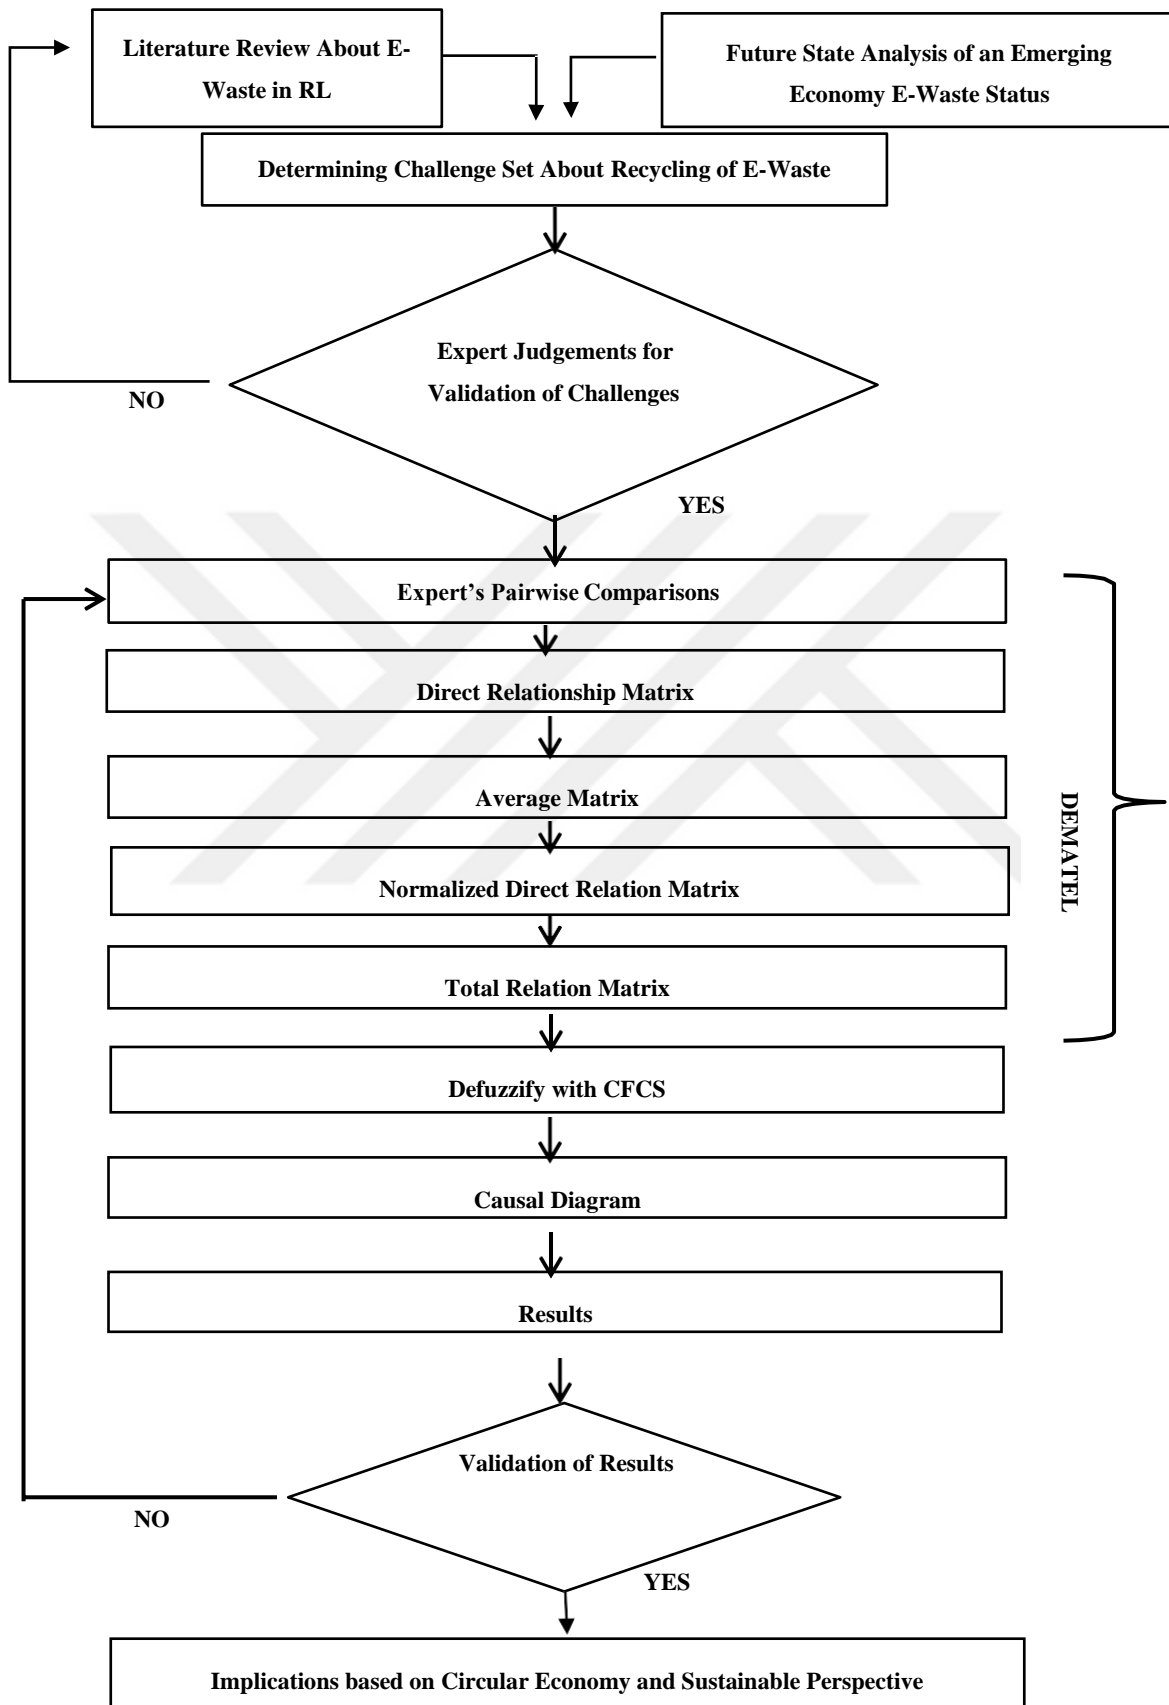 Literature Review About E-
Waste in RL
Future State Analysis of an Emerging
Economy E-Waste Status
Determining Challenge Set About Recycling of E-Waste
Expert Judgements for
Validation of Challenges
NO
YES
Expert’s Pairwise Comparisons
Direct Relationship Matrix
Average Matrix
Normalized Direct Relation Matrix
Total Relation Matrix
DEMATEL
Defuzzify with CFCS
Causal Diagram
Results
Validation of Results
NO
YES
Implications based on Circular Economy and Sustainable Perspective